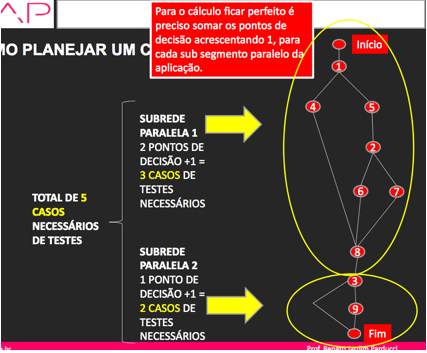 AP
Para o cálculo ficar perfeito é
preciso somar os pontos de
decisão acrescentando 1, para
cada sub segmento paralelo da
aplicação.
MO PLANEJAR UM C
Início
1
4
5
SUBREDE
PARALELA 1
2 PONTOS DE
DECISÃO +1 =
3 CASOS DE
TESTES
NECESSÁRIOS
2
6
7
TOTAL DE 5
CASOS
NECESSÁRIOS
DE TESTES
8
SUBREDE
PARALELA 2
1 PONTO DE
DECISÃO +1=
2 CASOS DE
TESTES
NECESSÁRIOS
3
9
Fim